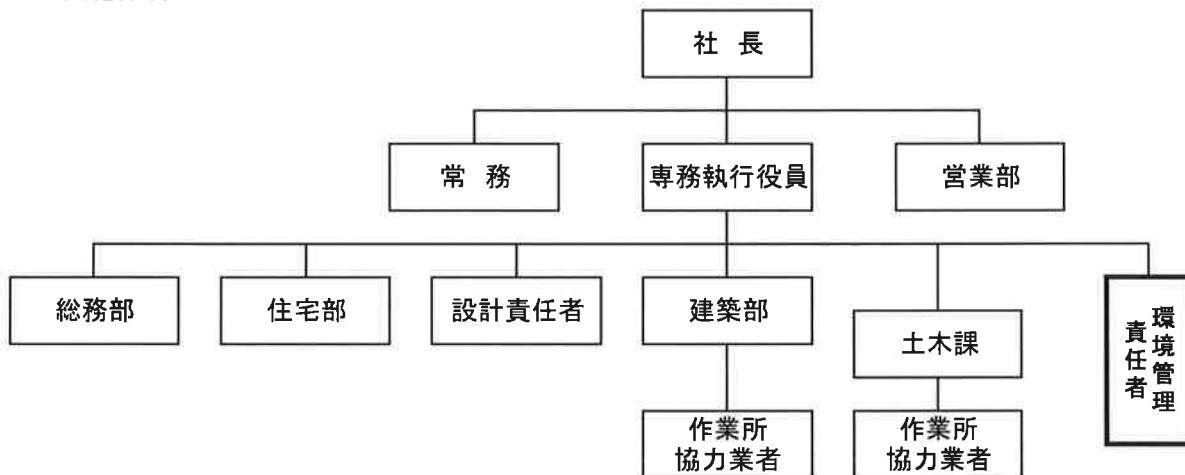 社 長
常 務
専務執行役員
営業部
総務部
住宅部
設計責任者
建築部
土木課
環境管理
責任者
作業所
協力業者
作業所
協力業者